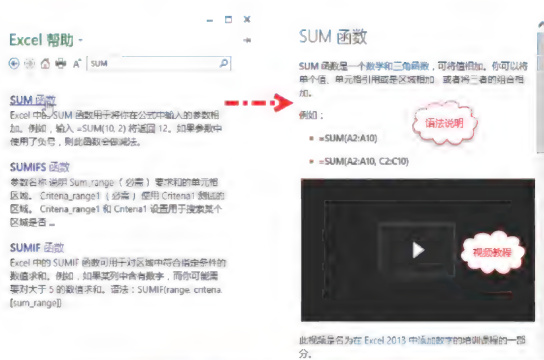 Excel 帮助
SUM
SUM 函数
Excel 中的 SUM 函数用于将你在公式中输入的参数相
加。例如，输入 =SUM(10, 2) 将返回 12。如果参数中
使用了负号，则此函数会做减法。
SUMIFS 函数
参数名称 说明 Sum_range （必需） 要求和的单元格
区域。 Criteria_range1 （必需） 使用 Criteria1 测试的
区域。 Criteria_range1 和 Criteria1 设置用于搜索某个
区域是否 ...
SUMIF 函数
Excel 中的 SUMIF 函数可用于对区域中符合指定条件的
数值求和。例如，如果某列中含有数字，而你可能需
要对大于 5 的数值求和。语法：SUMIF(range, criteria,
[sum_range])
SUM 函数
SUM 函数是一个数学和三角函数，可将值相加。你可以将
单个值、单元格引用或是区域相加，或者将三者的组合相
加。
例如：
语法说明
=SUM(A2:A10)
=SUM(A2:A10, C2:C10)
视频教程
此视频是名为在 Excel 2013 中添加数字的培训课程的一部
分。